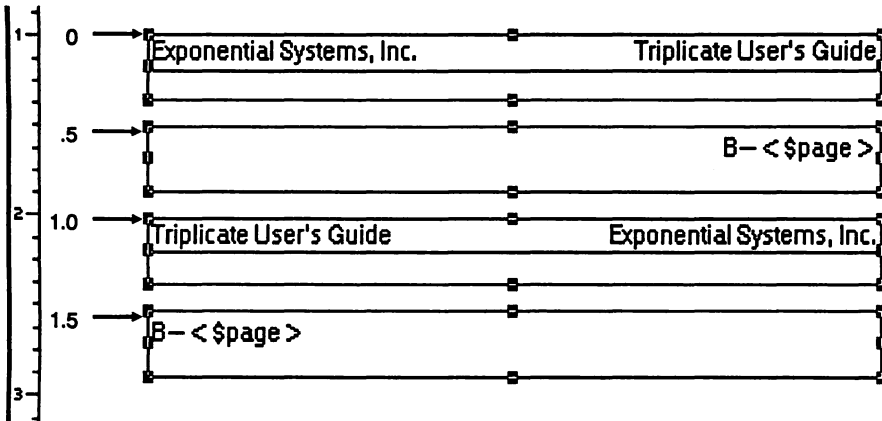 1 0 Exponential Systems, Inc. Triplicate User's Guide
.5 B– < $page >
2 1.0 Triplicate User's Guide Exponential Systems, Inc.
1.5 B– < $page >
3